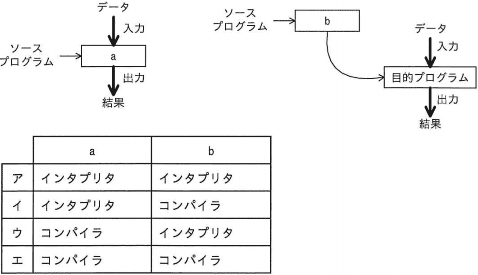 データ
入力
ソース
プログラム
a
出力
結果
ソース
プログラム
b
データ
入力
目的プログラム
出力
結果
a b
ア インタプリタ インタプリタ
イ インタプリタ コンパイラ
ウ コンパイラ インタプリタ
エ コンパイラ コンパイラ